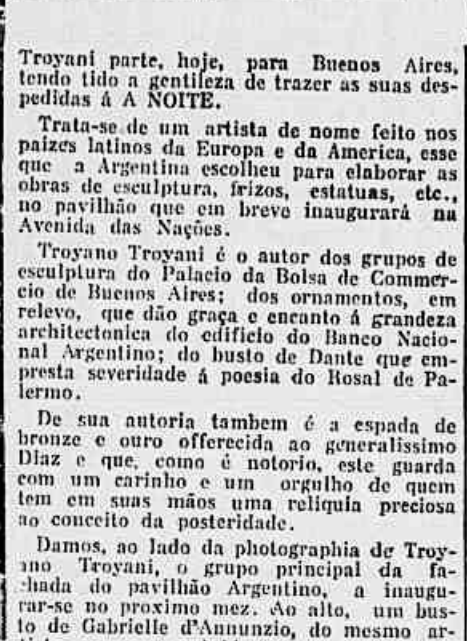 Troyani parte, hoje, para Buenos Aires,
tendo tido a gentileza de trazer as suas des-
pedidas á A NOITE.
Trata-se de um artista de nome feito nos
paizes latinos da Europa e da America, esse
que a Argentina escolheu para elaborar as
obras de esculptura, frizos, estatuas, etc.,
no pavilhão que em breve inaugurará na
Avenida das Nações.
Troyano Troyani é o autor dos grupos de
esculptura do Palacio da Bolsa de Commer-
cio de Buenos Aires; dos ornamentos, em
relevo, que dão graça e encanto á grandeza
architectonica do edificio do Banco Nacio-
nal Argentino; do busto de Dante que em-
presta severidade á poesia do Rosal de Pa-
lermo.
De sua autoria tambem é a espada de
bronze e ouro offerecida ao generalissimo
Diaz e que, como é notorio, este guarda
com um carinho e um orgulho de quem
tem em suas mãos uma reliquia preciosa
ao conceito da posteridade.
Damos, ao lado da photographia de Troy-
ano Troyani, o grupo principal da fa-
chada do pavilhão Argentino, a inaugu-
rar-se no proximo mez. Ao alto, um bus-
to de Gabrielle d'Annunzio, do mesmo ar-